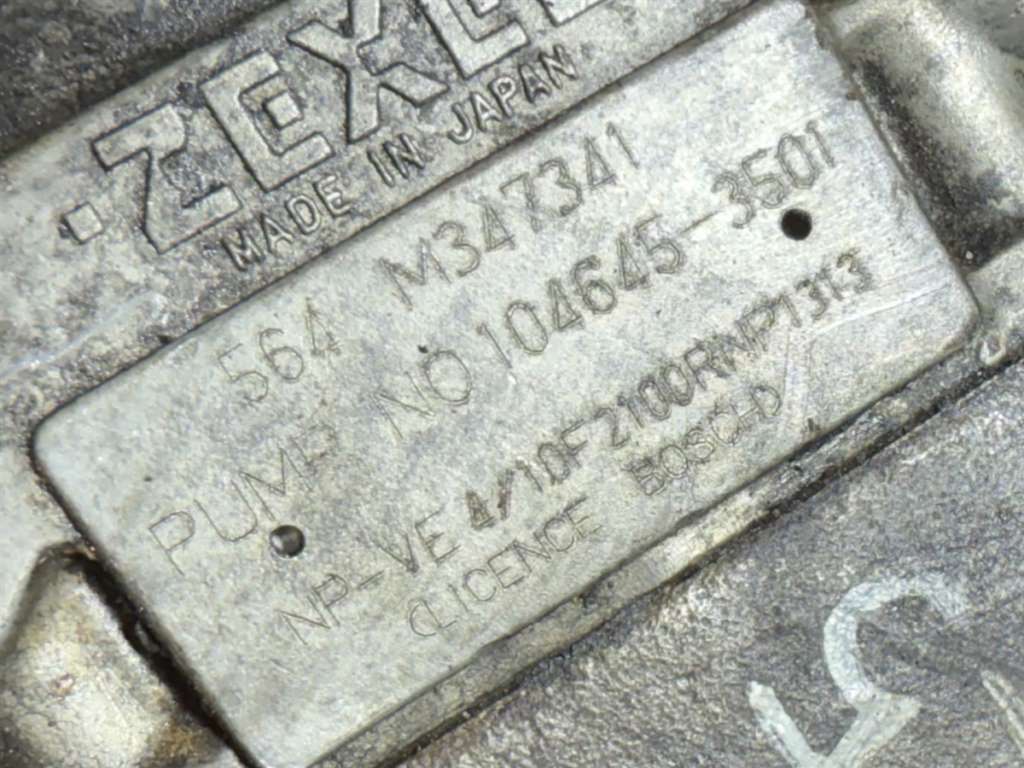 ZEXEL
MADE IN JAPAN
564 M347341
PUMP NO 104645-3501
NP-VE 4/10F2100RNP1313
(LICENCE BOSCH)